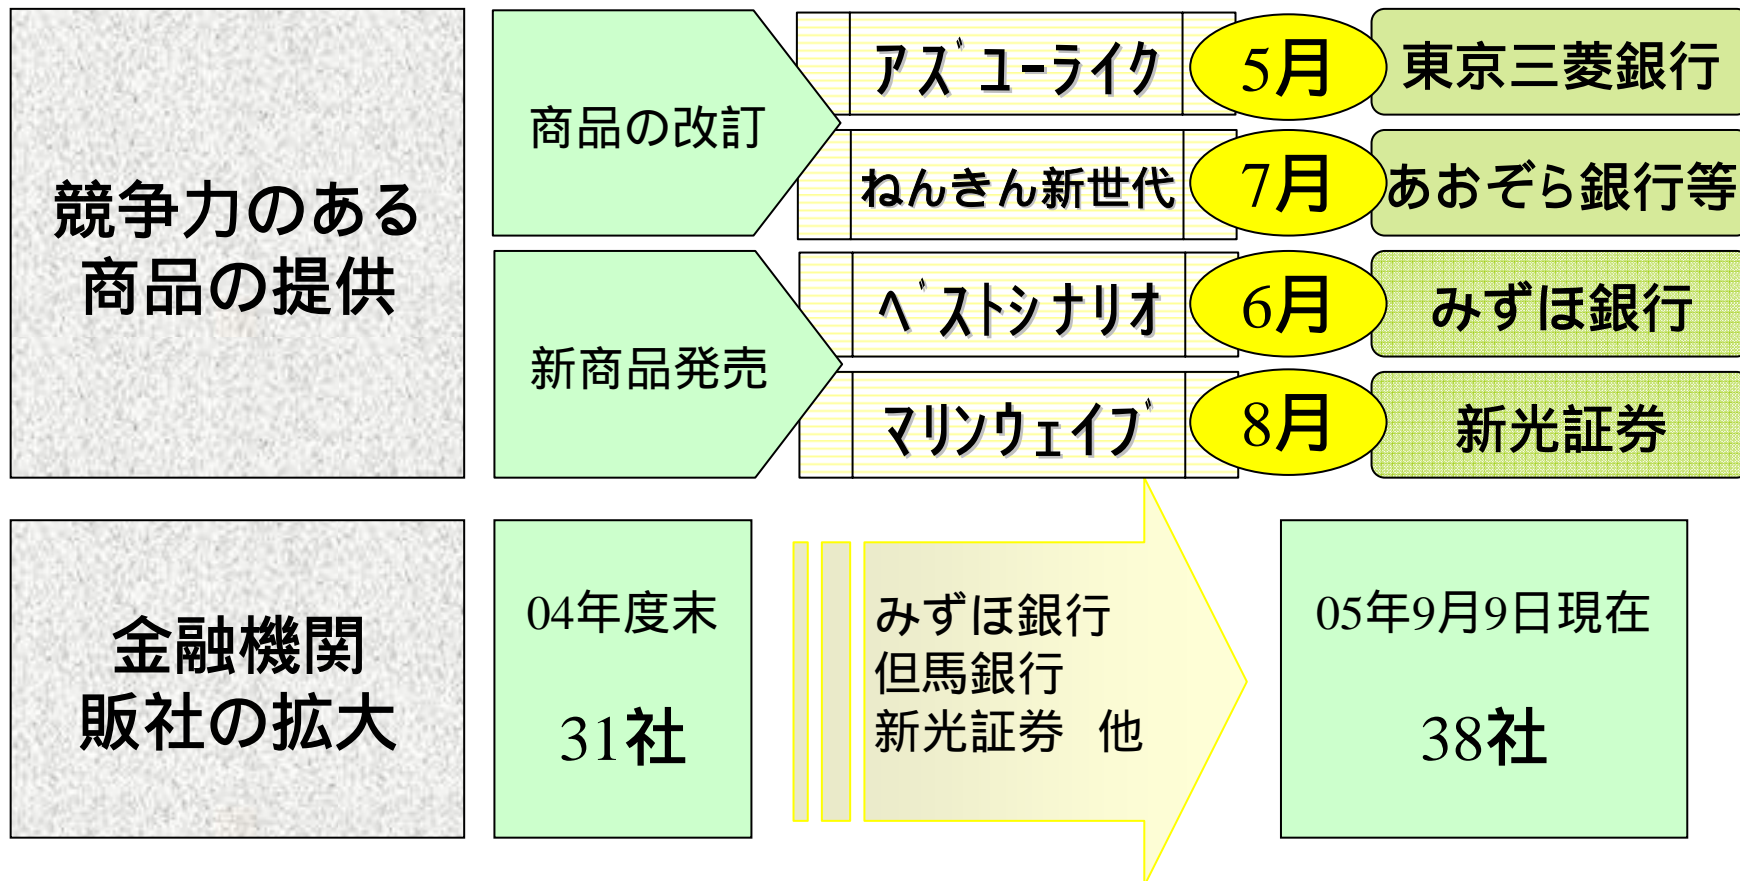 競争力のある
商品の提供
商品の改訂
ｱｽﾞﾕｰﾗｲｸ
5月
東京三菱銀行
ねんきん新世代
7月
あおぞら銀行等
新商品発売
ﾍﾞｽﾄｼﾅﾘｵ
6月
みずほ銀行
ﾏﾘﾝｳｪｲﾌﾞ
8月
新光証券
金融機関
販社の拡大
04年度末
31社
みずほ銀行
但馬銀行
新光証券 他
05年9月9日現在
38社